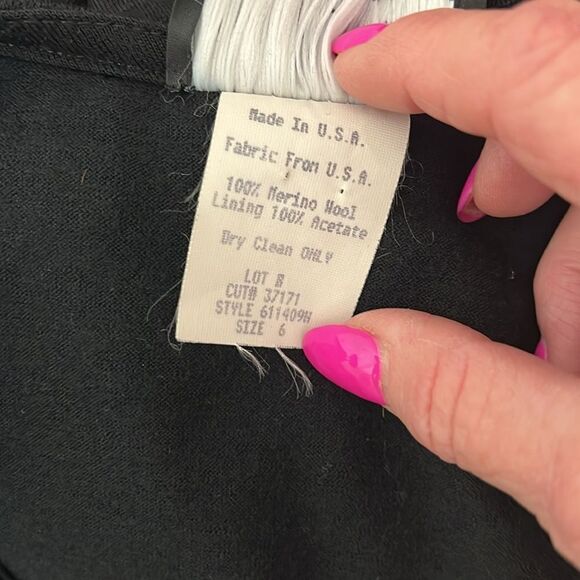 Made In U.S.A.
Fabric From U.S.A.
100% Merino Wool
Lining 100% Acetate
Dry Clean ONLY
LOT B
CUT# 37171
STYLE 611409H
SIZE 6